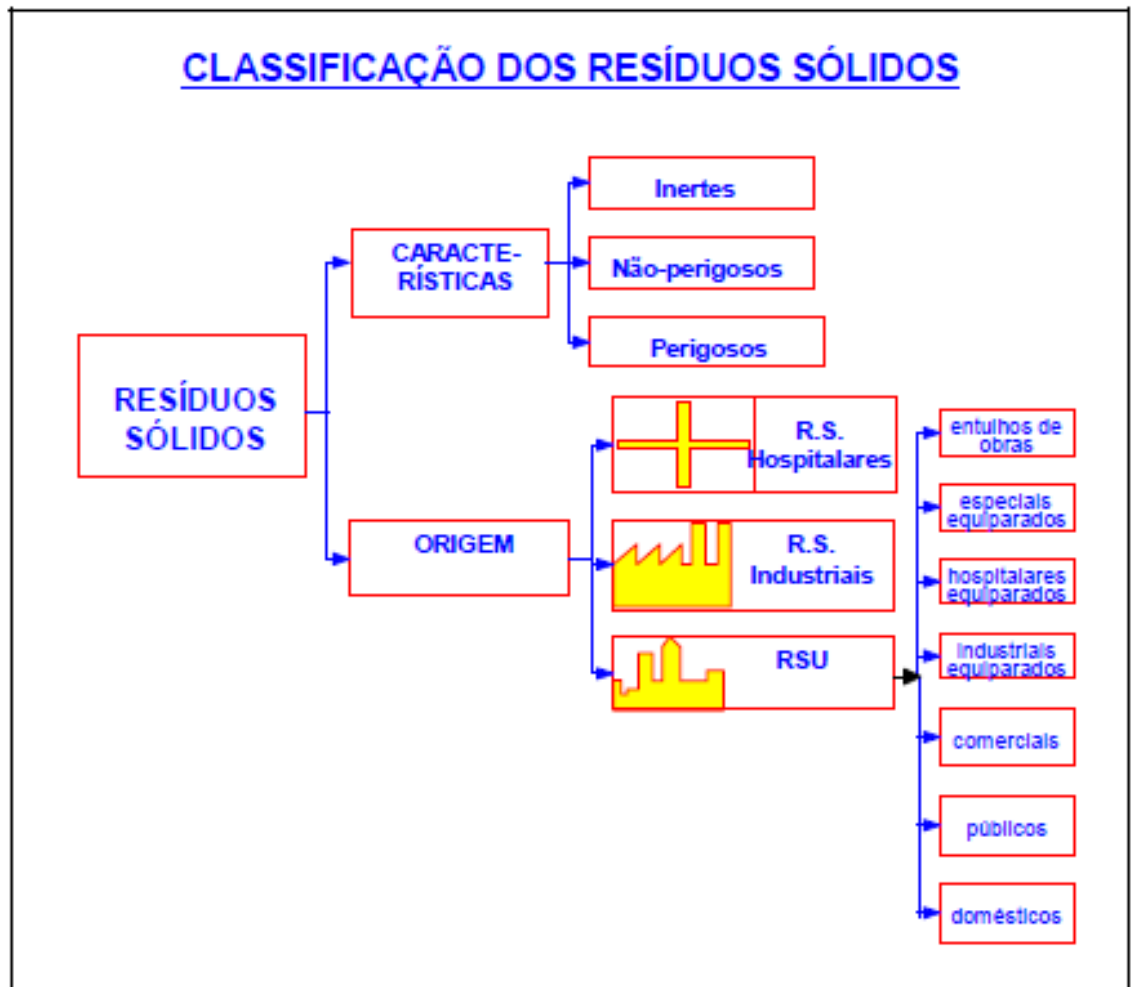 CLASSIFICAÇÃO DOS RESÍDUOS SÓLIDOS
Inertes
CARACTE-
RÍSTICAS
Não-perigosos
Perigosos
RESÍDUOS
SÓLIDOS
ORIGEM
R.S.
Hospitalares
R.S.
Industriais
RSU
entulhos de
obras
especiais
equiparados
hospitalares
equiparados
industriais
equiparados
comerciais
públicos
domésticos